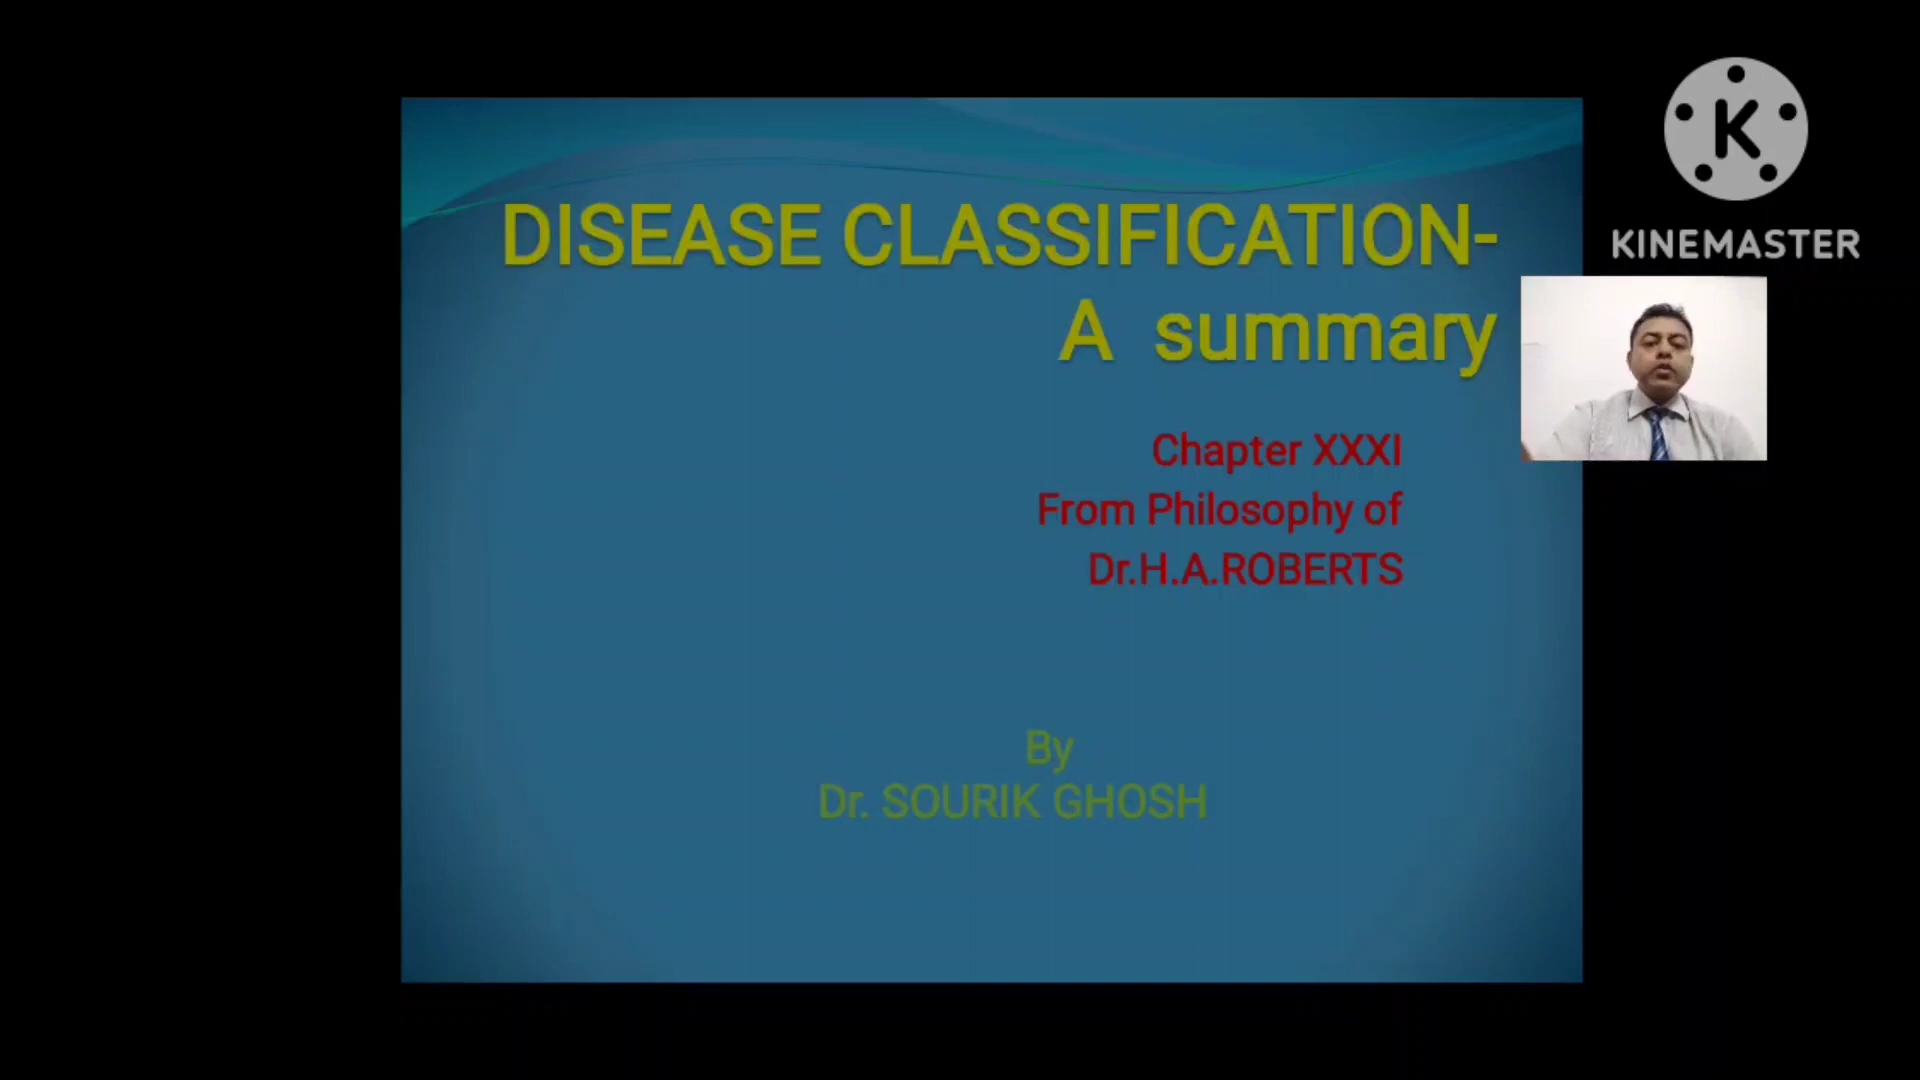 DISEASE CLASSIFICATION-
A summary
Chapter XXXI
From Philosophy of
Dr.H.A.ROBERTS
By
Dr. SOURIK GHOSH
K
KINEMASTER